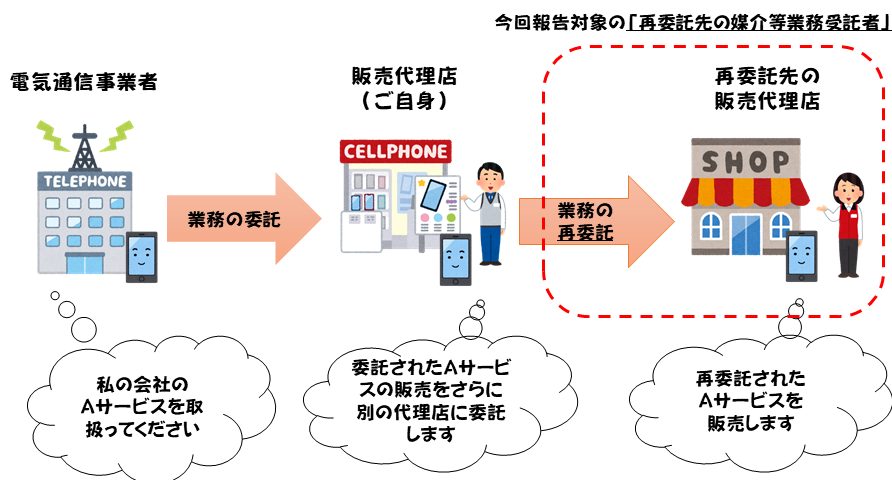 今回報告対象の「再委託先の媒介等業務受託者」
電気通信事業者
販売代理店
(ご自身)
再委託先の
販売代理店
TELEPHONE
CELLPHONE
SHOP
業務の委託
業務の
再委託
私の会社の
Aサービスを取
扱ってください
委託されたAサービ
スの販売をさらに
別の代理店に委託
します
再委託された
Aサービスを
販売します